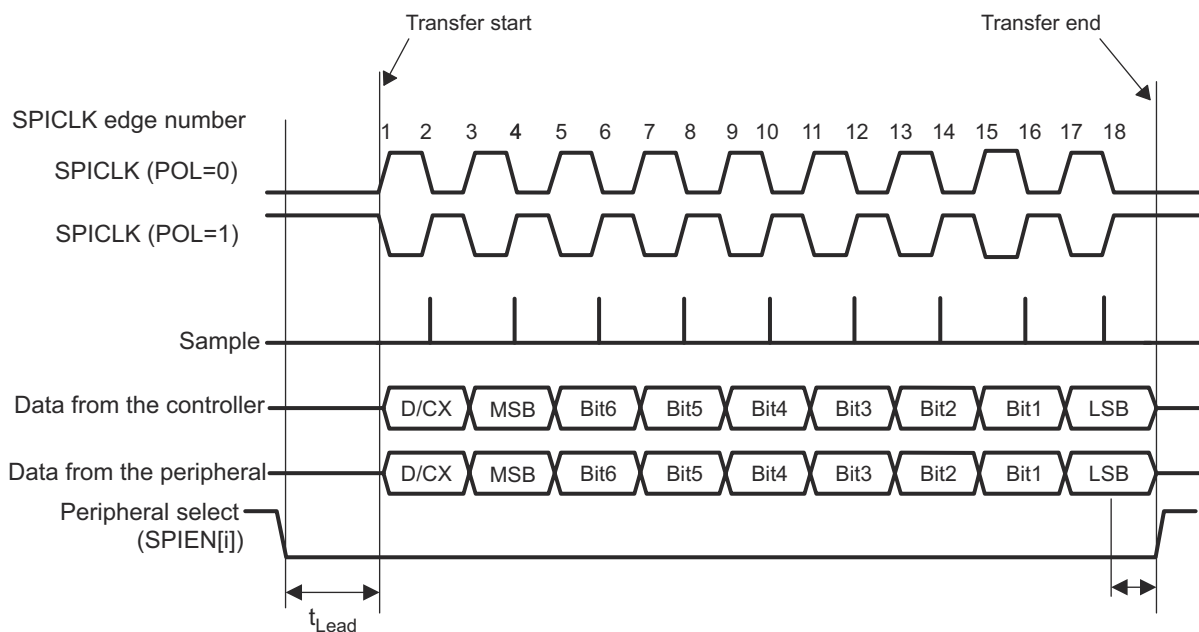 Transfer start
Transfer end
SPICLK edge number
1 2 3 4 5 6 7 8 9 10 11 12 13 14 15 16 17 18
SPICLK (POL=0)
SPICLK (POL=1)
Sample
Data from the controller
D/CX MSB Bit6 Bit5 Bit4 Bit3 Bit2 Bit1 LSB
Data from the peripheral
D/CX MSB Bit6 Bit5 Bit4 Bit3 Bit2 Bit1 LSB
Peripheral select
(SPIEN[i])
tLead